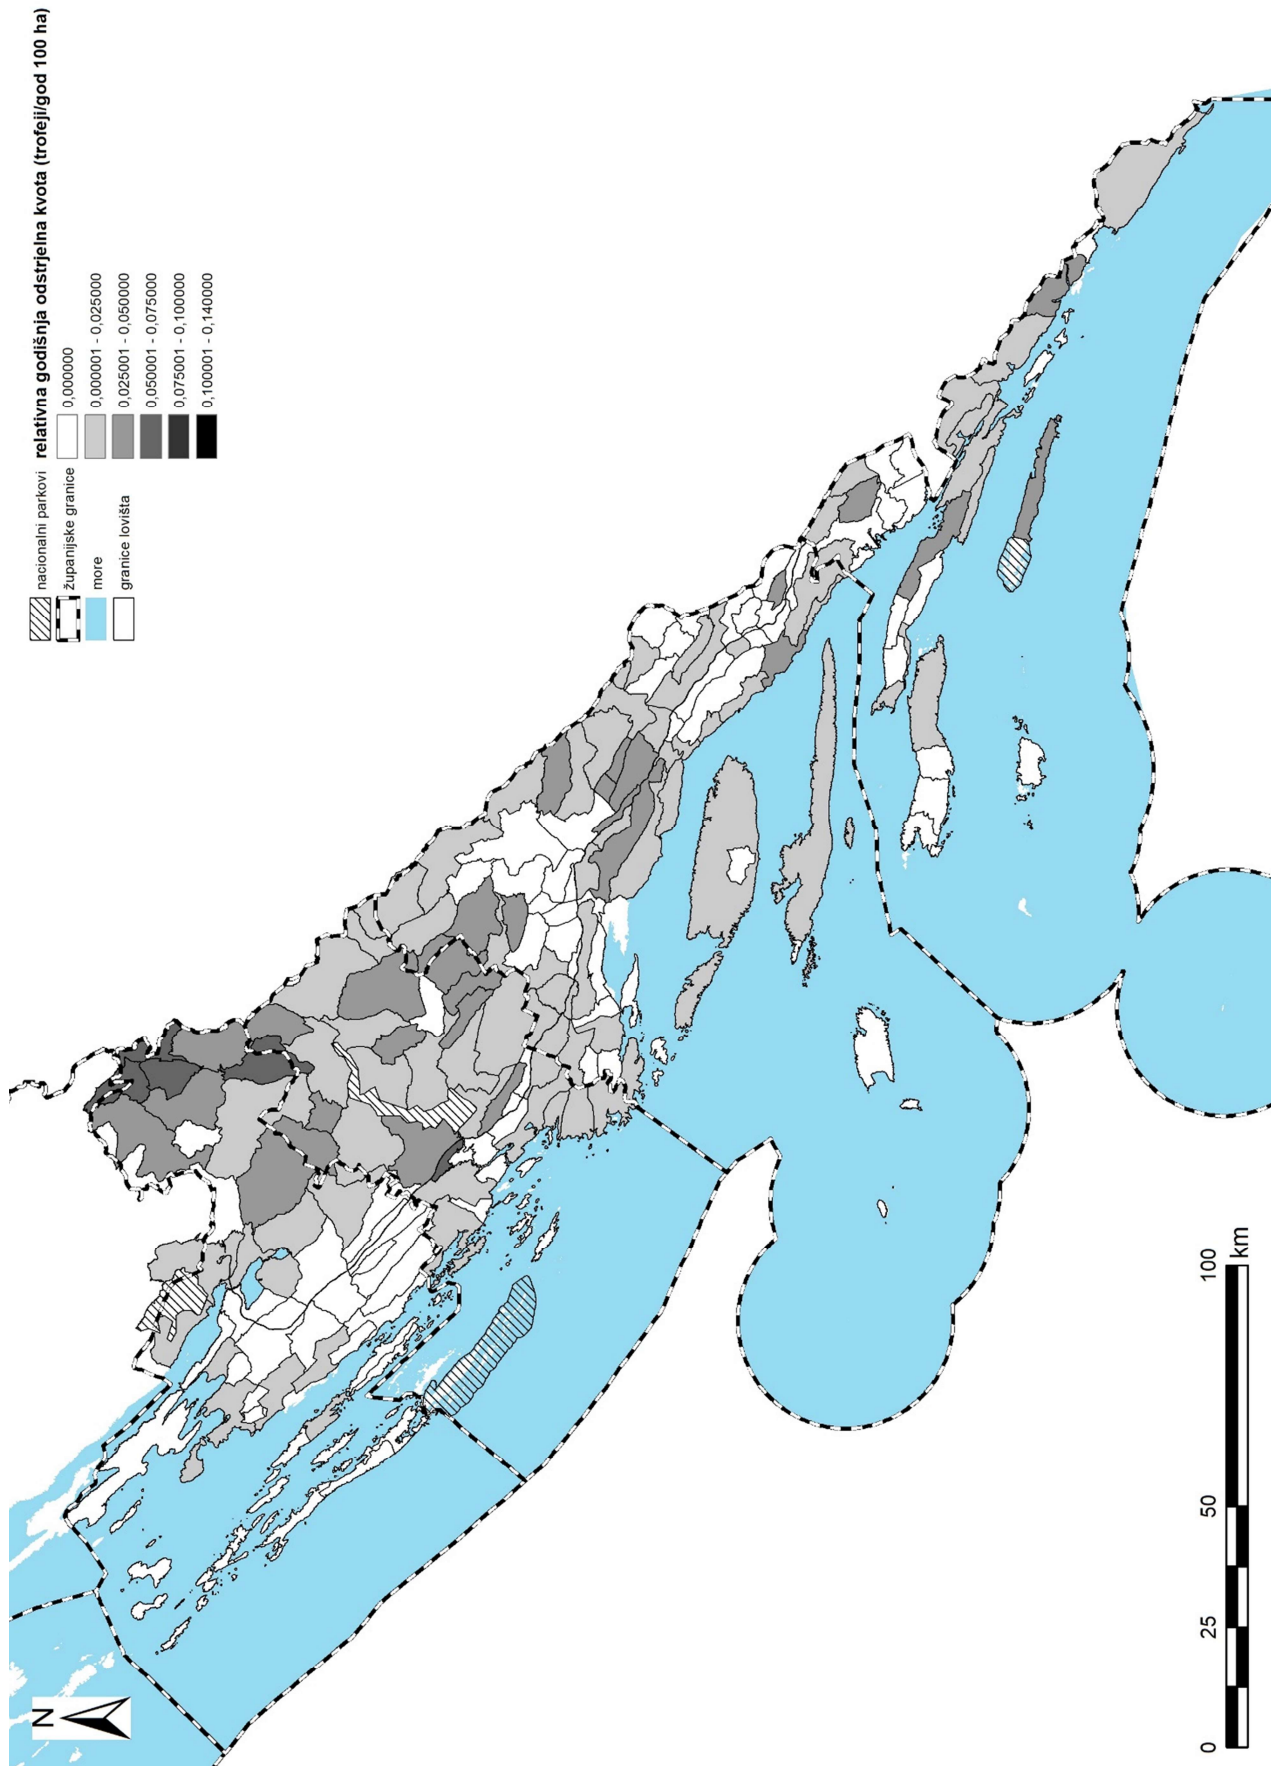 nacionalni parkovi
županijske granice
more
granice lovišta
relativna godišnja odstrjelna kvota (trofeji/god 100 ha)
0,000000
0,000001 - 0,025000
0,025001 - 0,050000
0,050001 - 0,075000
0,075001 - 0,100000
0,100001 - 0,140000
N
0 25 50 100
km